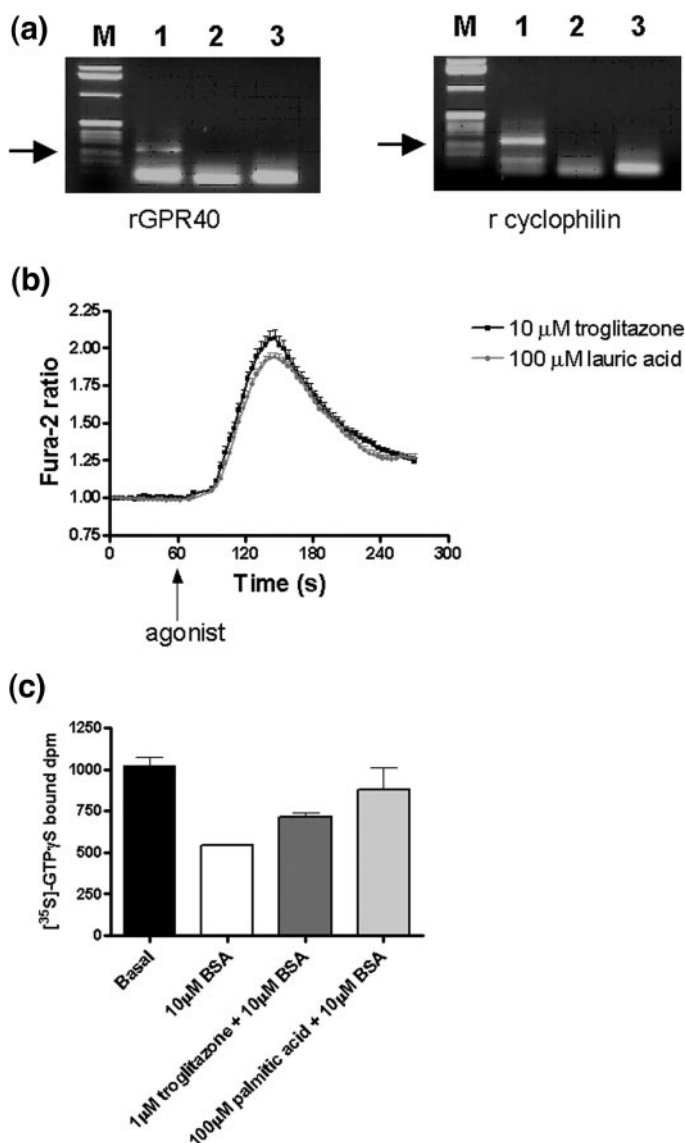 (a)
M 1 2 3
M 1 2 3
rGPR40
r cyclophilin
(b)
2.25
2.00
1.75
1.50
1.25
1.00
0.75
Fura-2 ratio
0 60 120 180 240 300
Time (s)
agonist
10 μM troglitazone
100 μM lauric acid
(c)
1250
1000
750
500
250
0
[³⁵S]-GTPγS bound dpm
Basal
10μM BSA
1μM troglitazone + 10μM BSA
100μM palmitic acid + 10μM BSA